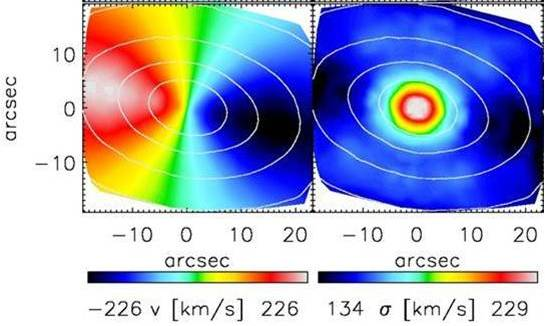 arcsec
10
0
−10
−10 0 10 20
−10 0 10 20
arcsec
arcsec
−226 v [km/s] 226
134 σ [km/s] 229